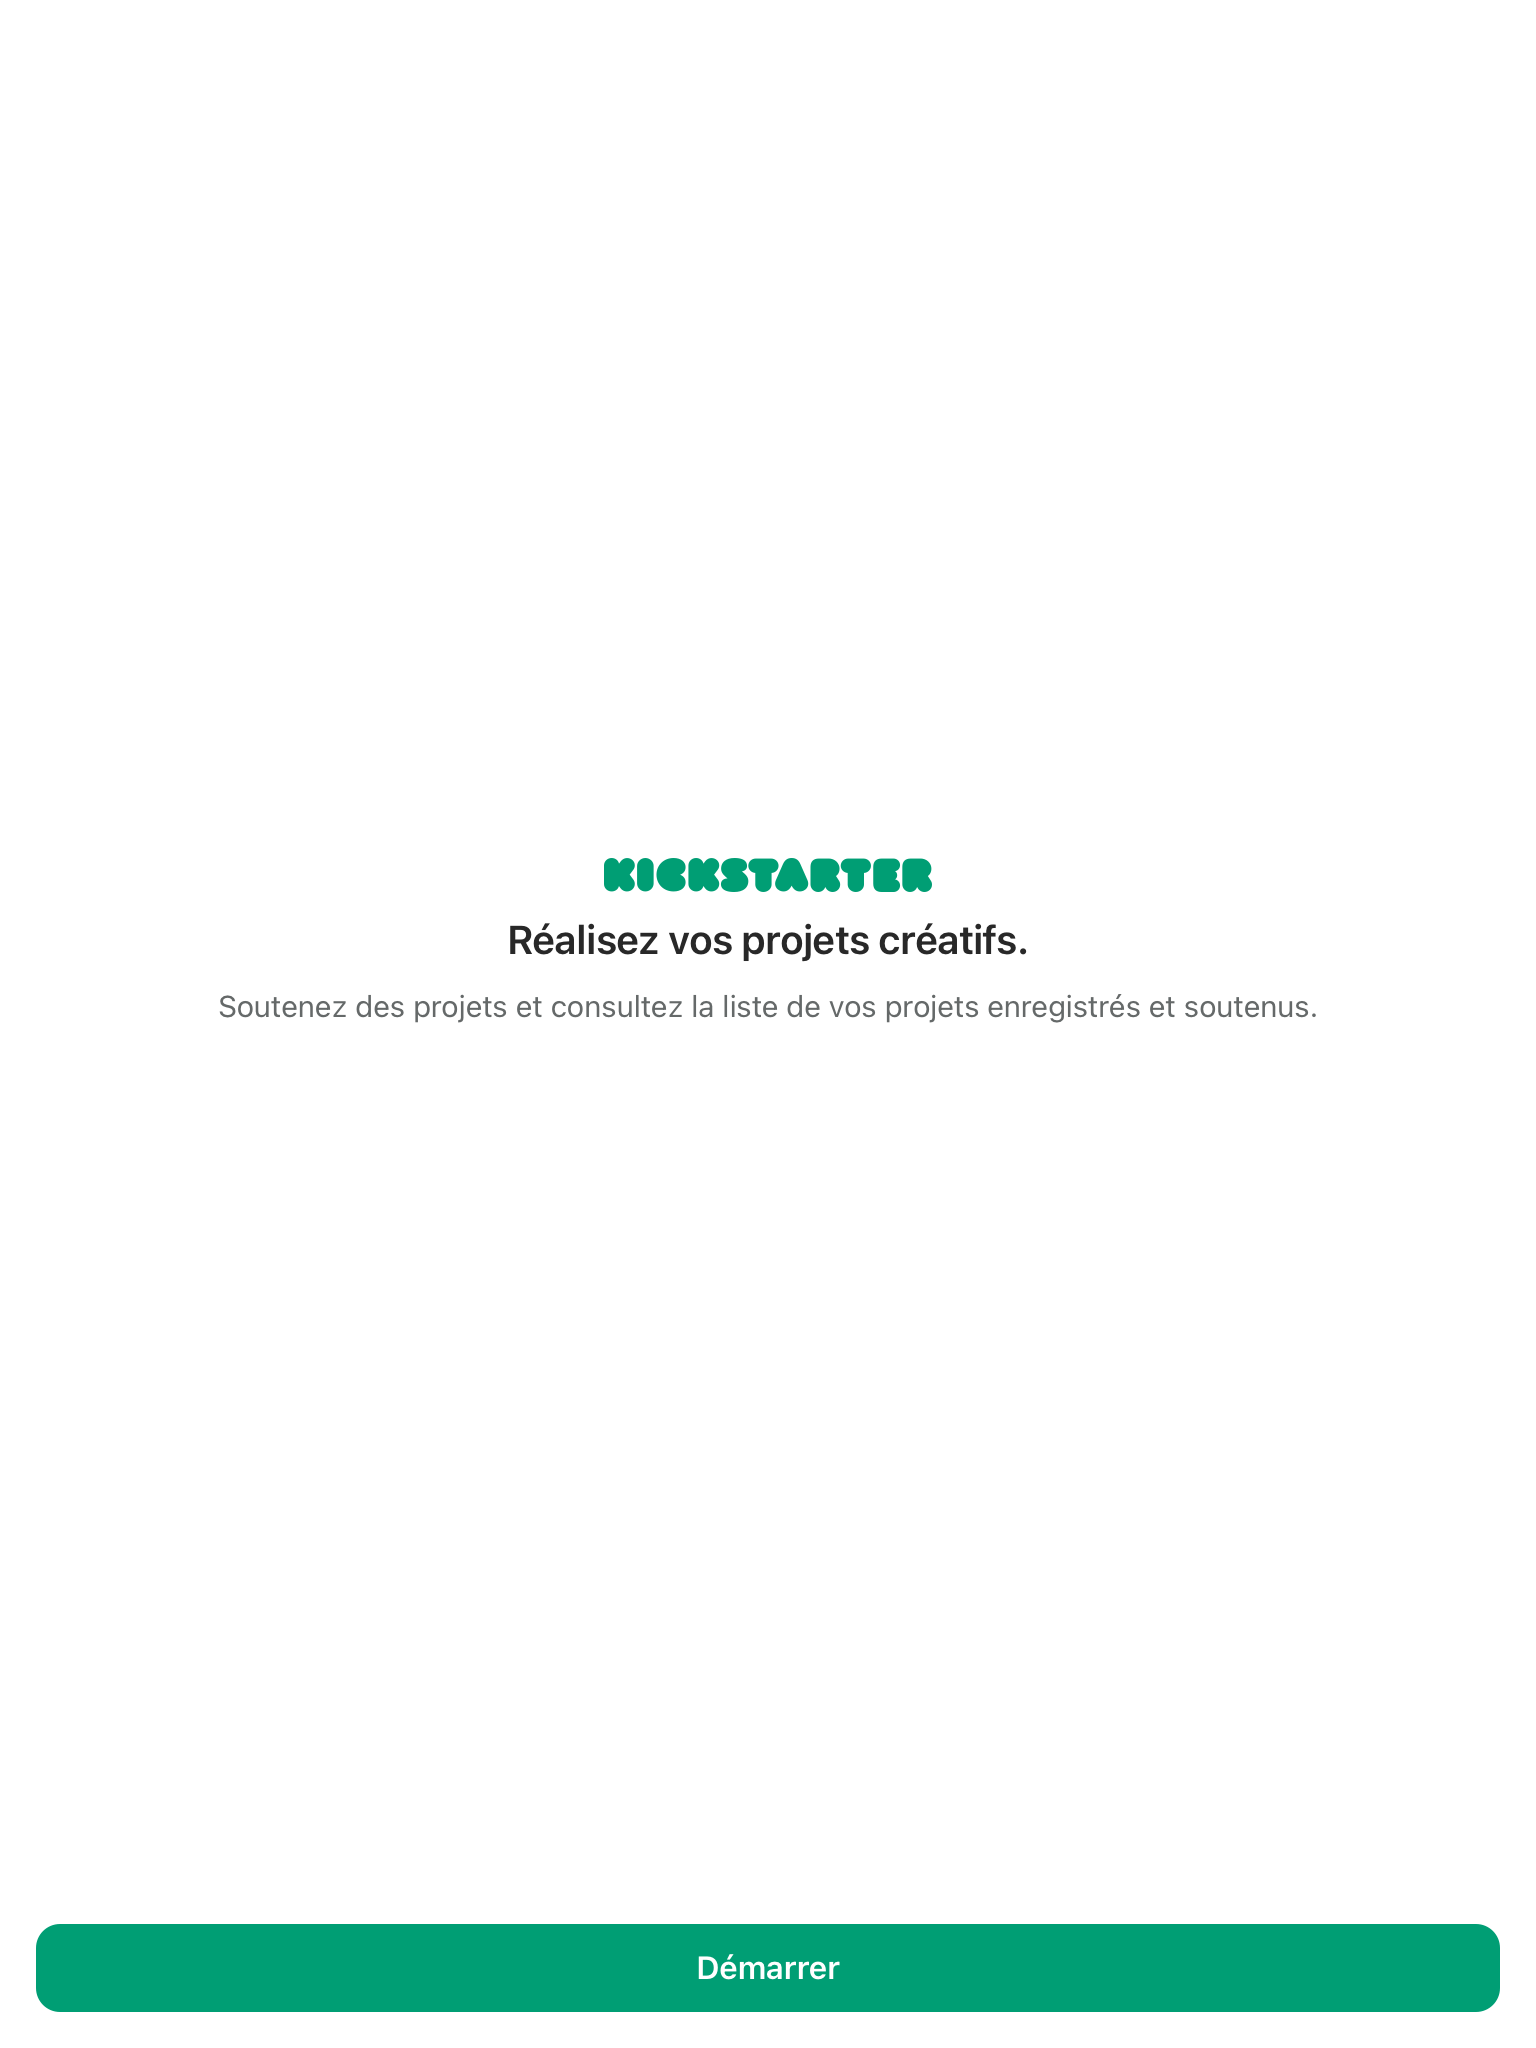 KICKSTARTER
Réalisez vos projets créatifs.
Soutenez des projets et consultez la liste de vos projets enregistrés et soutenus.
Démarrer